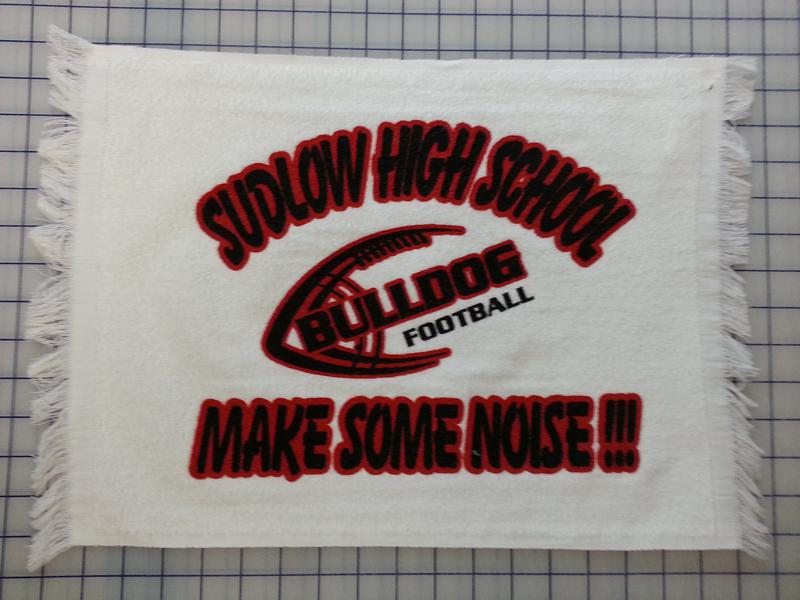 SUDLOW HIGH SCHOOL
BULLDOG
FOOTBALL
MAKE SOME NOISE !!!